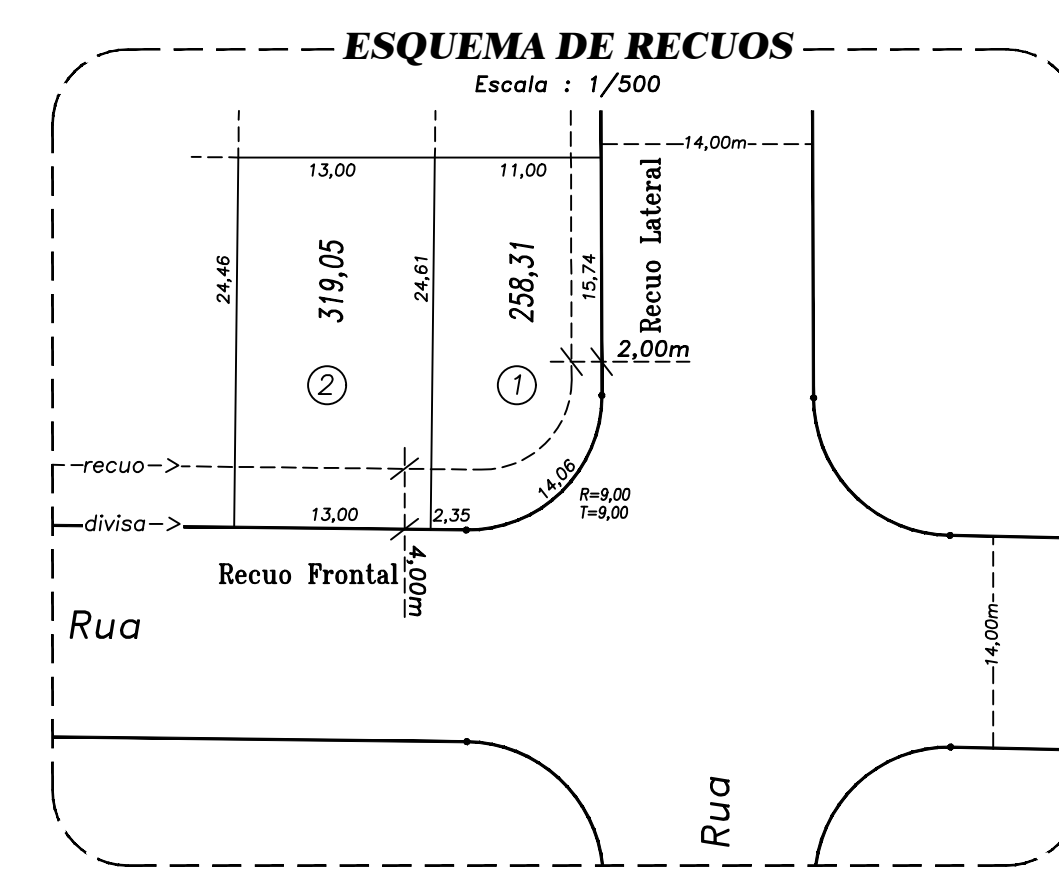 ESQUEMA DE RECUOS
Escala : 1/500
14,00m
13,00
11,00
Recuo Lateral
24,46
319,05
24,61
258,31
15,74
2,00m
2
1
recuo
14,06
R=9,00
T=9,00
divisa
13,00
2,35
Recuo Frontal
4,00m
Rua
14,00m
Rua